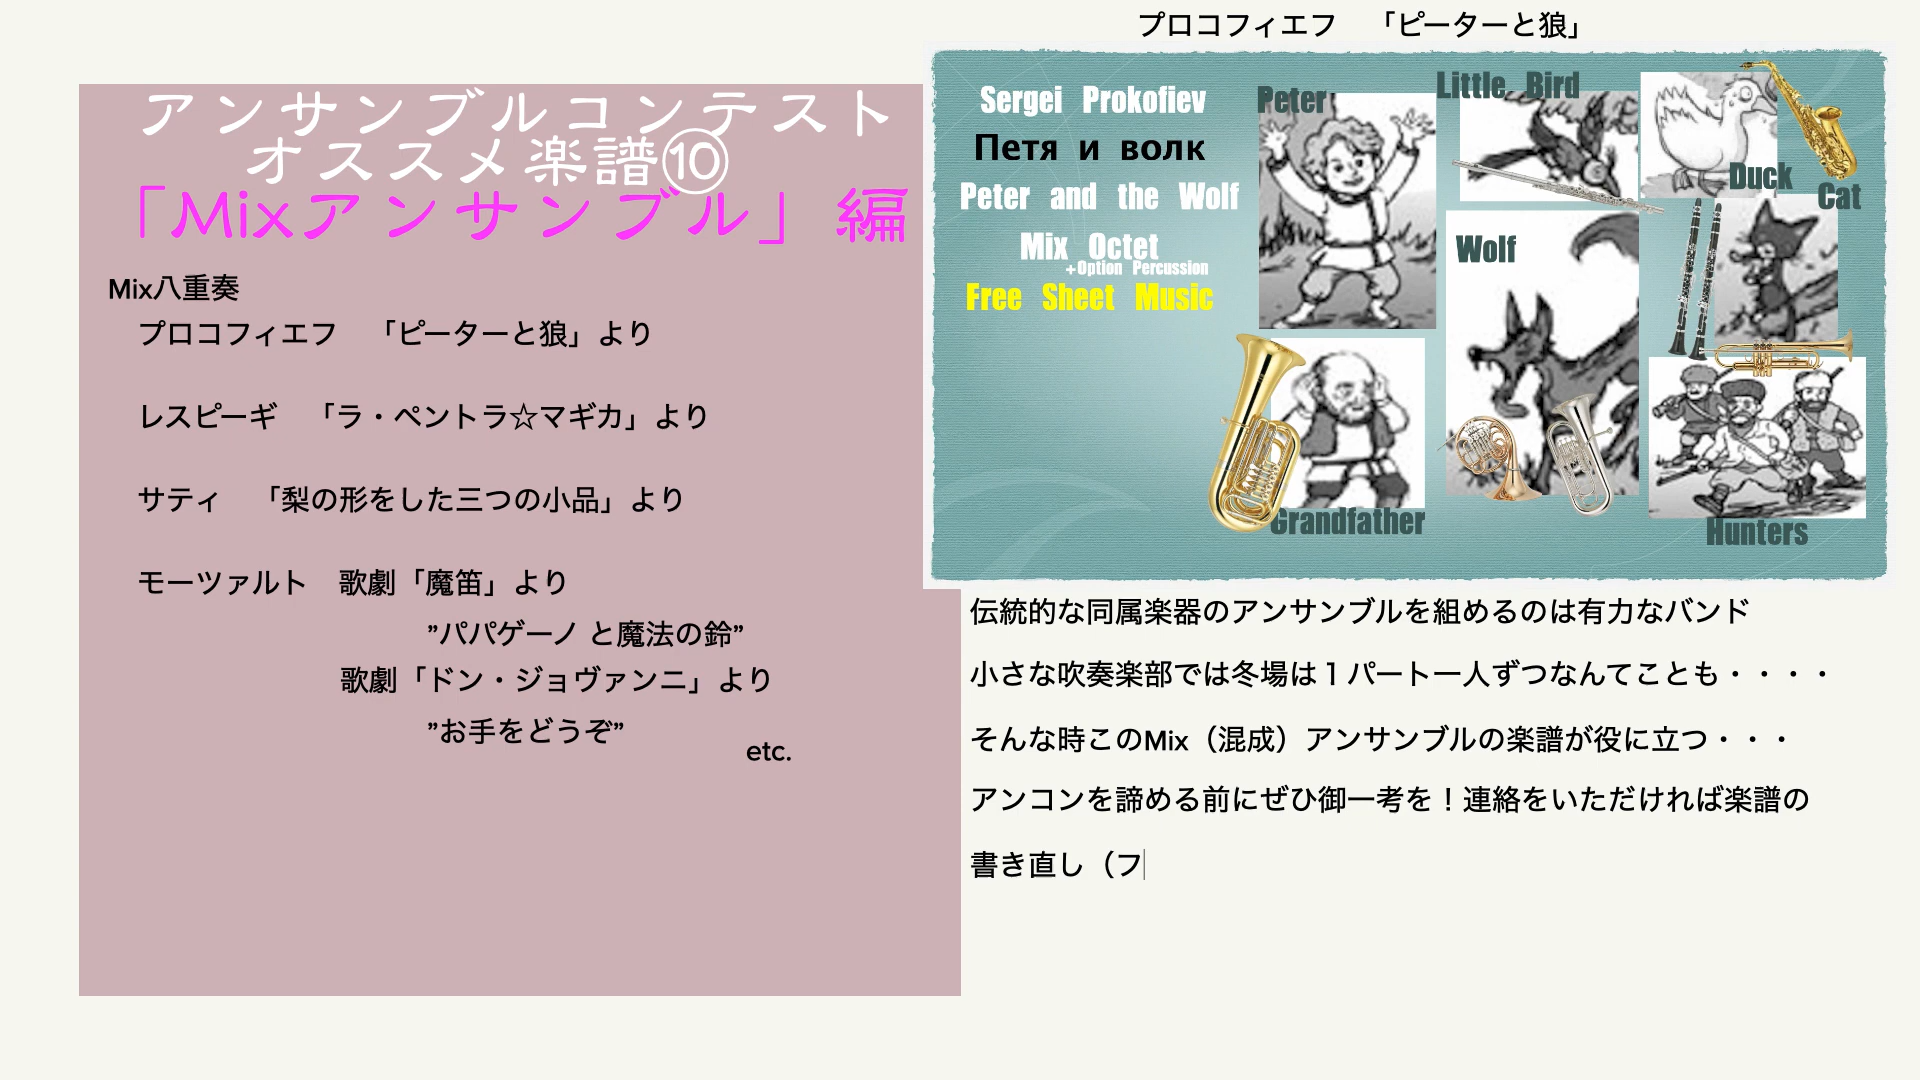 アンサンブルコンテスト
オススメ楽譜⑩
「Mixアンサンブル」編
Mix八重奏
プロコフィエフ　「ピーターと狼」より
レスピーギ　「ラ・ペントラ☆マギカ」より
サティ　「梨の形をした三つの小品」より
モーツァルト　歌劇「魔笛」より
”パパゲーノ と魔法の鈴”
歌劇「ドン・ジョヴァンニ」より
”お手をどうぞ”
etc.
プロコフィエフ　「ピーターと狼」
Sergei Prokofiev
Петя и волк
Peter and the Wolf
Mix Octet
+Option Percussion
Free Sheet Music
Peter
Little Bird
Duck
Cat
Wolf
Grandfather
Hunters
伝統的な同属楽器のアンサンブルを組めるのは有力なバンド
小さな吹奏楽部では冬場は１パート一人ずつなんてことも・・・・
そんな時このMix（混成）アンサンブルの楽譜が役に立つ・・・
アンコンを諦める前にぜひ御一考を！連絡をいただければ楽譜の
書き直し（フ